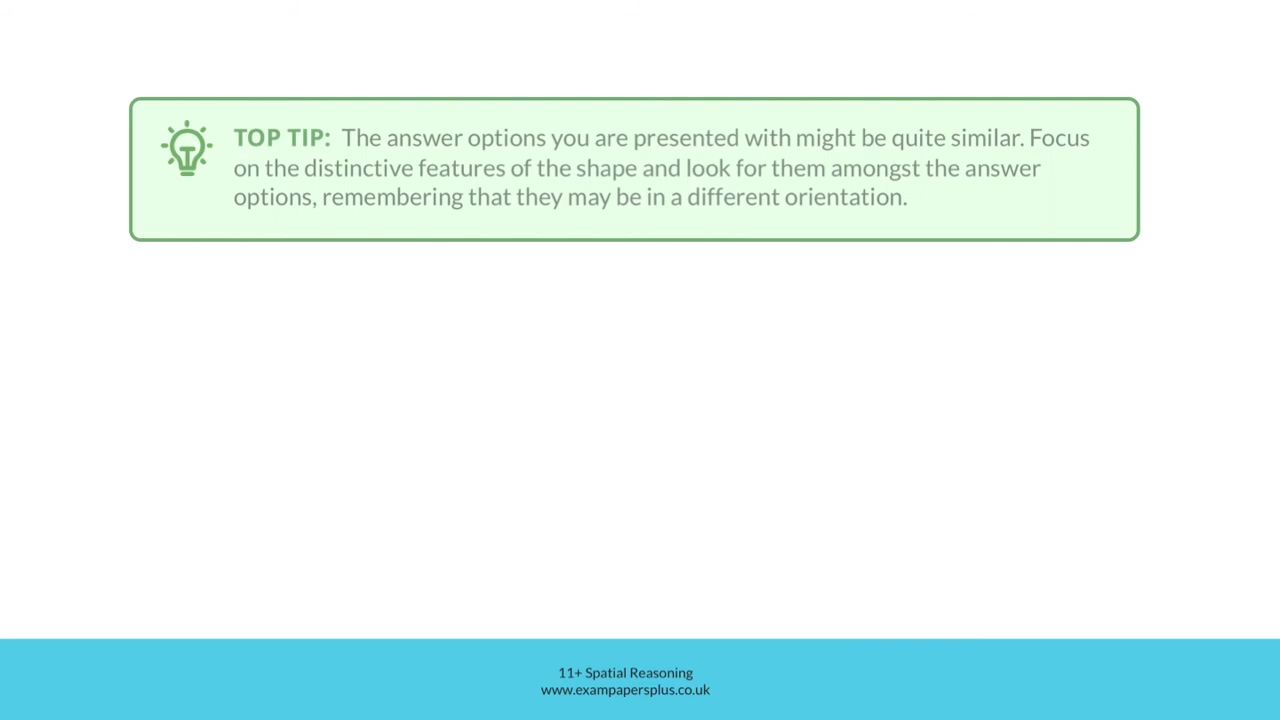 TOP TIP: The answer options you are presented with might be quite similar. Focus
on the distinctive features of the shape and look for them amongst the answer
options, remembering that they may be in a different orientation.
11+ Spatial Reasoning
www.exampapersplus.co.uk